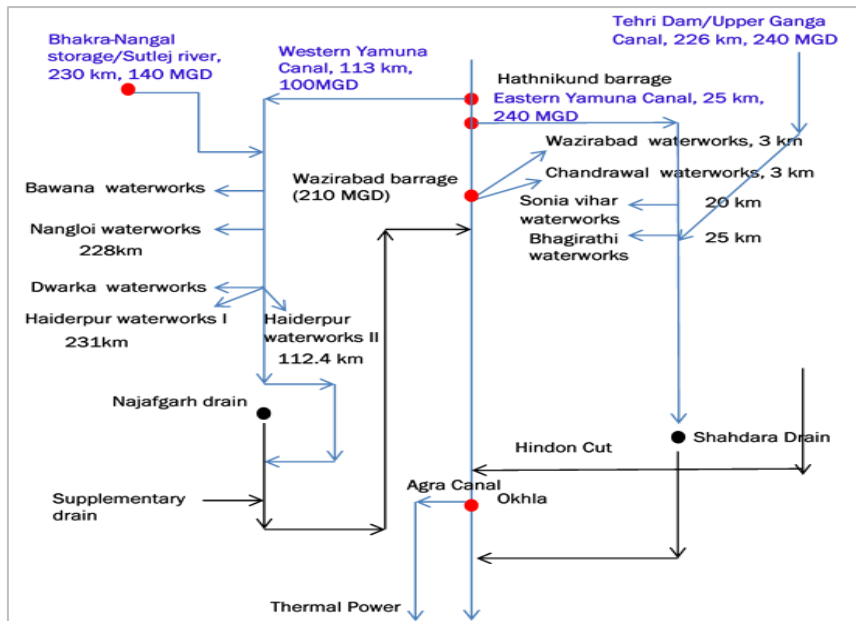 Bhakra-Nangal
storage/Sutlej river,
230 km, 140 MGD
Western Yamuna
Canal, 113 km,
100MGD
Tehri Dam/Upper Ganga
Canal, 226 km, 240 MGD
Hathnikund barrage
Eastern Yamuna Canal, 25 km,
240 MGD
Wazirabad waterworks, 3 km
Wazirabad barrage
(210 MGD)
Chandrawal waterworks, 3 km
Bawana waterworks
Sonia vihar
waterworks
20 km
Nangloi waterworks
228km
Bhagirathi
waterworks
25 km
Dwarka waterworks
Haiderpur waterworks I
231km
Haiderpur
waterworks II
112.4 km
Najafgarh drain
Shahdara Drain
Hindon Cut
Supplementary
drain
Agra Canal
Okhla
Thermal Power